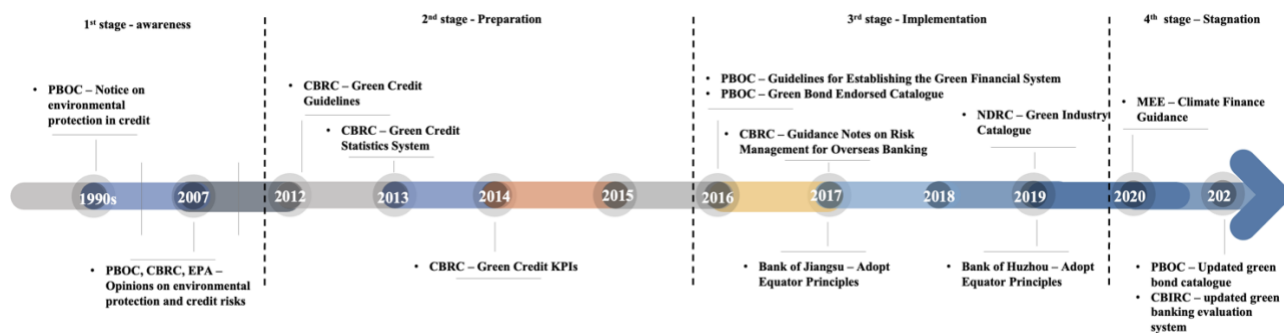 1st stage - awareness
2nd stage - Preparation
3rd stage - Implementation
4th stage – Stagnation
• PBOC – Notice on
environmental
protection in credit
• CBRC – Green Credit
Guidelines
• CBRC – Green Credit
Statistics System
• PBOC – Guidelines for Establishing the Green Financial System
• PBOC – Green Bond Endorsed Catalogue
• CBRC – Guidance Notes on Risk
Management for Overseas Banking
• NDRC – Green Industry
Catalogue
• MEE – Climate Finance
Guidance
1990s
2007
2012
2013
2014
2015
2016
2017
2018
2019
2020
202
• PBOC, CBRC, EPA –
Opinions on environmental
protection and credit risks
• CBRC – Green Credit KPIs
• Bank of Jiangsu – Adopt
Equator Principles
• Bank of Huzhou – Adopt
Equator Principles
• PBOC – Updated green
bond catalogue
• CBIRC – updated green
banking evaluation
system